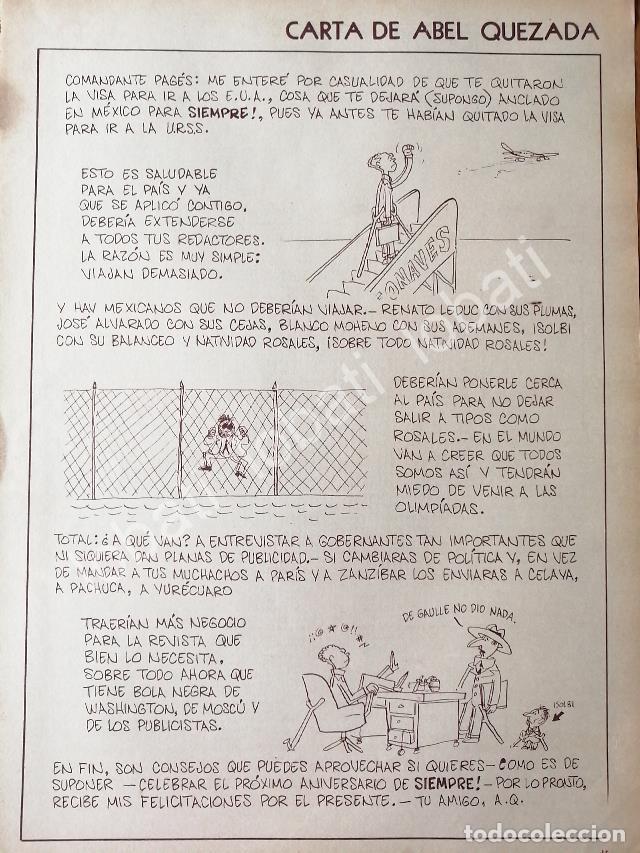 CARTA DE ABEL QUEZADA
COMANDANTE PAGÉS: ME ENTERÉ POR CASUALIDAD DE QUE TE QUITARON
LA VISA PARA IR A LOS E.U.A., COSA QUE TE DEJARÁ (SUPONGO) ANCLADO
EN MÉXICO PARA SIEMPRE!, PUES YA ANTES TE HABÍAN QUITADO LA VISA
PARA IR A LA U.R.S.S.
ESTO ES SALUDABLE
PARA EL PAÍS Y YA
QUE SE APLICÓ CONTIGO,
DEBERÍA EXTENDERSE
A TODOS TUS REDACTORES.
LA RAZÓN ES MUY SIMPLE:
VIAJAN DEMASIADO.
ONAVES
Y HAY MEXICANOS QUE NO DEBERÍAN VIAJAR.- RENATO LEDUC CON SUS PLUMAS,
JOSÉ ALVARADO CON SUS CEJAS, BLANCO MOHENO CON SUS ADEMANES, ISOLBI
CON SU BALANCEO Y NATIVIDAD ROSALES, ¡SOBRE TODO NATIVIDAD ROSALES!
DEBERÍAN PONERLE CERCA
AL PAÍS PARA NO DEJAR
SALIR A TIPOS COMO
ROSALES.- EN EL MUNDO
VAN A CREER QUE TODOS
SOMOS ASÍ Y TENDRÁN
MIEDO DE VENIR A LAS
OLIMPÍADAS.
TOTAL: ¿A QUÉ VAN? A ENTREVISTAR A GOBERNANTES TAN IMPORTANTES QUE
NI SIQUIERA DAN PLANAS DE PUBLICIDAD.- SI CAMBIARAS DE POLÍTICA Y, EN VEZ
DE MANDAR A TUS MUCHACHOS A PARÍS Y A ZANZÍBAR LOS ENVIARAS A CELAYA,
A PACHUCA, A YURÉCUARO
TRAERÍAN MÁS NEGOCIO
PARA LA REVISTA QUE
BIEN LO NECESITA,
SOBRE TODO AHORA QUE
TIENE BOLA NEGRA DE
WASHINGTON, DE MOSCÚ Y
DE LOS PUBLICISTAS.
DE GAULLE NO DIO NADA.
ISOLBI
EN FIN, SON CONSEJOS QUE PUEDES APROVECHAR SI QUIERES-COMO ES DE
SUPONER-CELEBRAR EL PRÓXIMO ANIVERSARIO DE SIEMPRE!-POR LO PRONTO,
RECIBE MIS FELICITACIONES POR EL PRESENTE.- TU AMIGO, A.Q.
todocoleccion